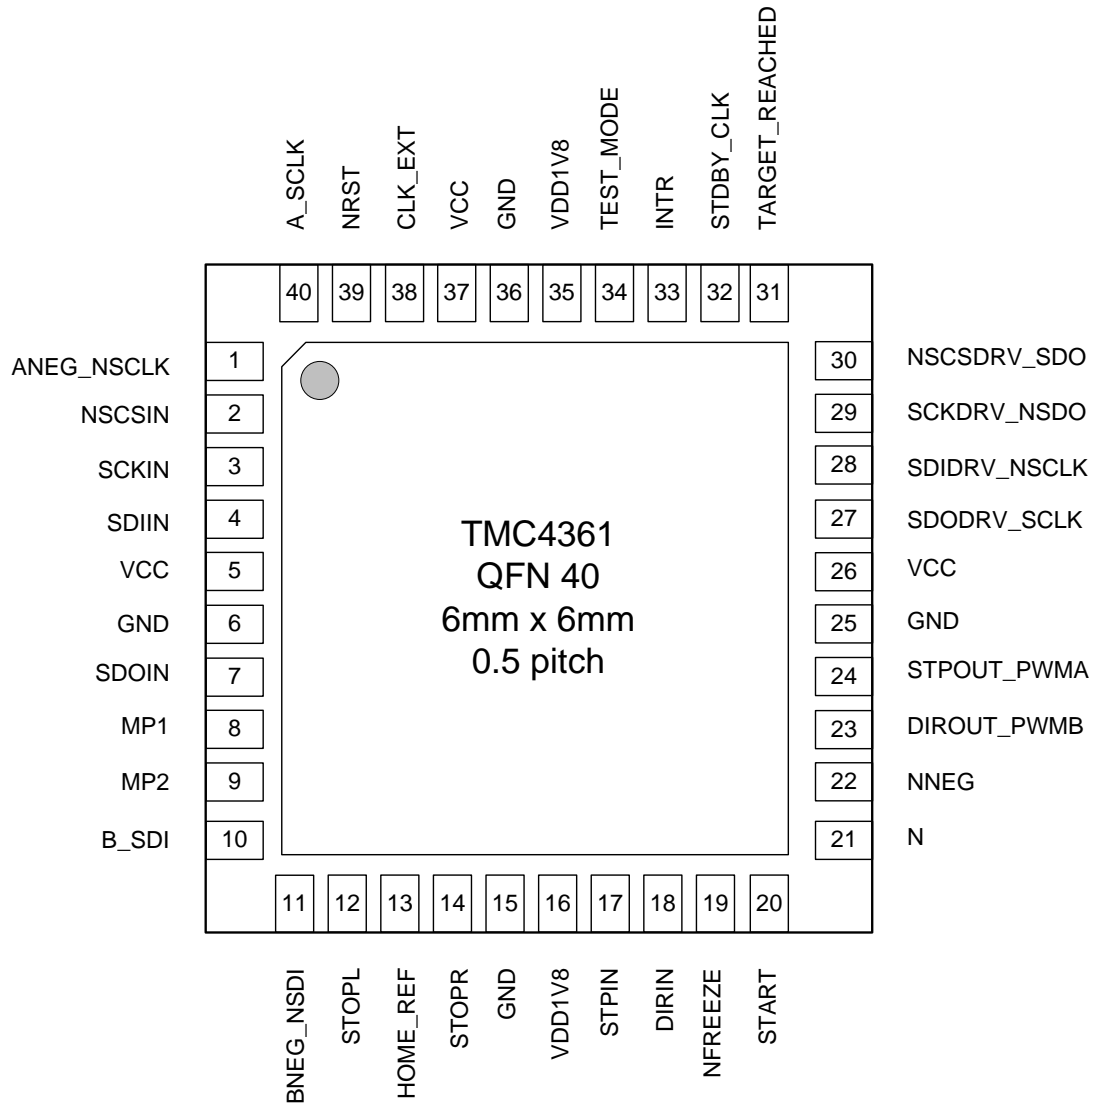 A_SCLK
NRST
CLK_EXT
VCC
GND
VDD1V8
TEST_MODE
INTR
STDBY_CLK
TARGET_REACHED
40 39 38 37 36 35 34 33 32 31
ANEG_NSCLK 1
NSCSIN 2
SCKIN 3
SDIIN 4
VCC 5
GND 6
SDOIN 7
MP1 8
MP2 9
B_SDI 10
TMC4361
QFN 40
6mm x 6mm
0.5 pitch
30 NSCSDRV_SDO
29 SCKDRV_NSDO
28 SDIDRV_NSCLK
27 SDODRV_SCLK
26 VCC
25 GND
24 STPOUT_PWMA
23 DIROUT_PWMB
22 NNEG
21 N
11 12 13 14 15 16 17 18 19 20
BNEG_NSDI
STOPL
HOME_REF
STOPR
GND
VDD1V8
STPIN
DIRIN
NFREEZE
START